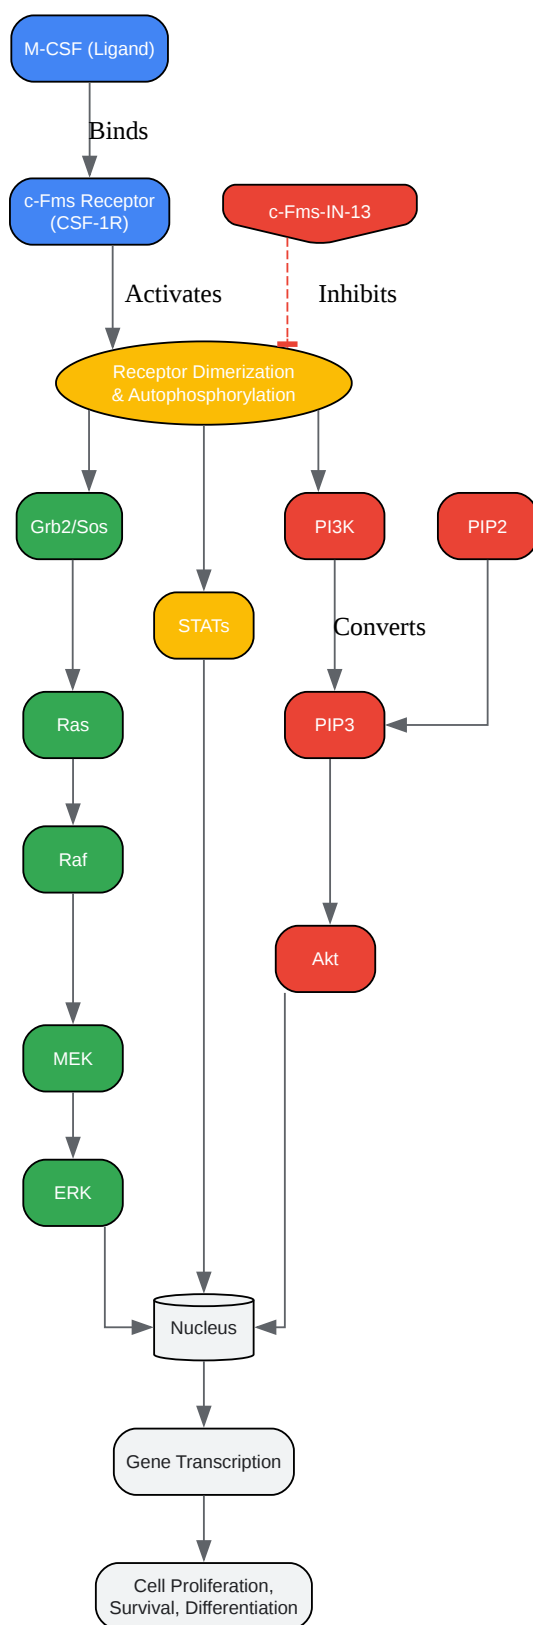 M-CSF (Ligand)
Binds
c-Fms Receptor
(CSF-1R)
c-Fms-IN-13
Activates
Inhibits
Receptor Dimerization
& Autophosphorylation
Grb2/Sos
PI3K
PIP2
STATs
Converts
Ras
PIP3
Raf
Akt
MEK
ERK
Nucleus
Gene Transcription
Cell Proliferation,
Survival, Differentiation